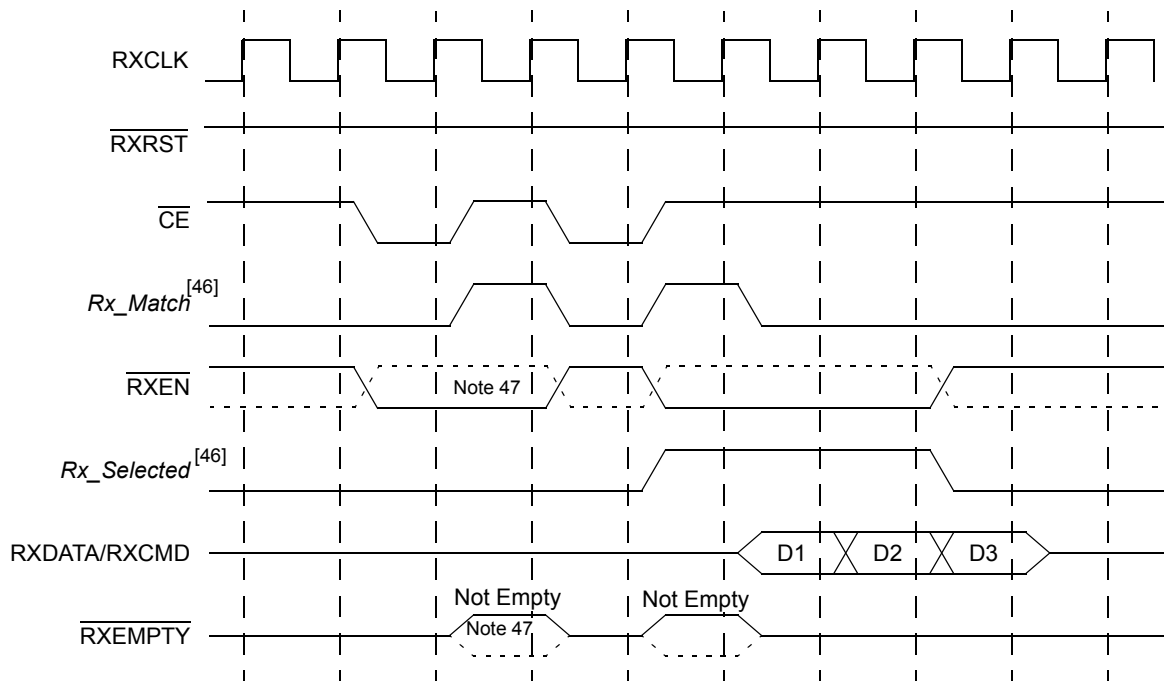 RXCLK
RXRST
CE
Rx_Match[46]
RXEN
Note 47
Rx_Selected[46]
RXDATA/RXCMD
D1 D2 D3
Not Empty Not Empty
RXEMPTY
Note 47